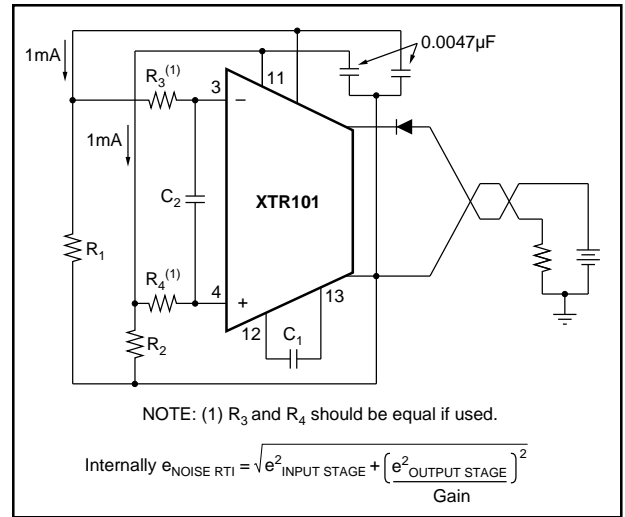 1mA
R3(1)
3
11
0.0047µF
−
1mA
C2
XTR101
R1
R4(1)
4
+
13
12
C1
R2
NOTE: (1) R3 and R4 should be equal if used.
Internally eNOISE RTI = √e²INPUT STAGE + (e²OUTPUT STAGE / Gain)²